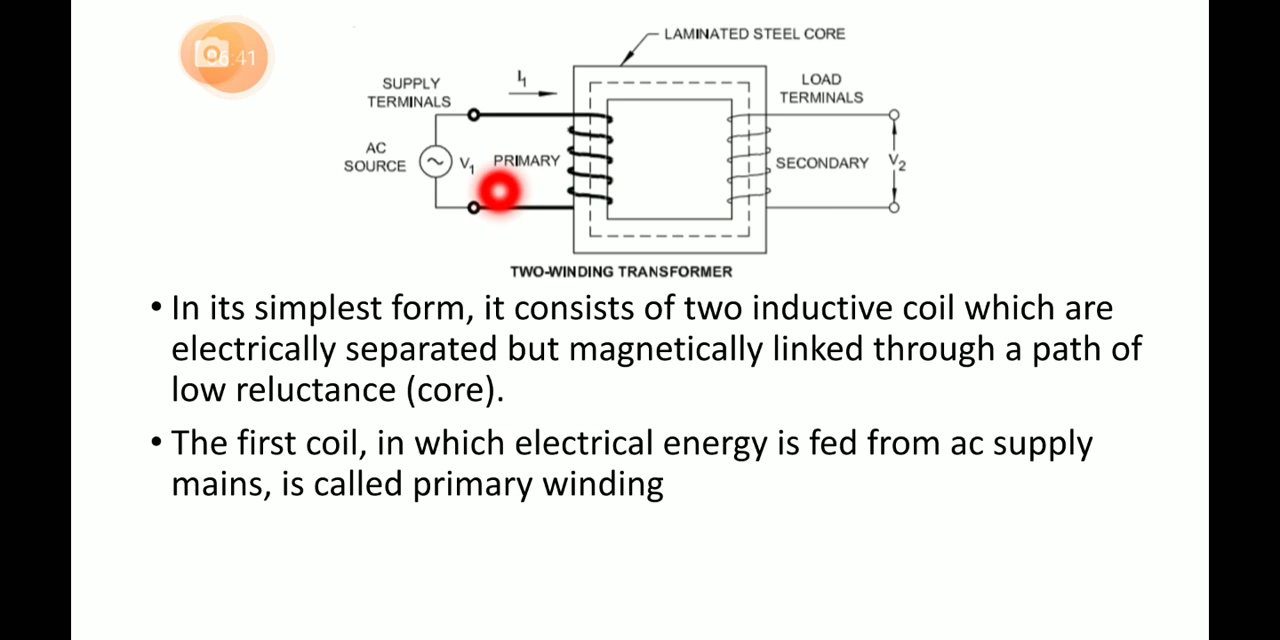 6:41
LAMINATED STEEL CORE
SUPPLY
TERMINALS
I1
LOAD
TERMINALS
AC
SOURCE
V1
PRIMARY
SECONDARY
V2
TWO-WINDING TRANSFORMER
• In its simplest form, it consists of two inductive coil which are
electrically separated but magnetically linked through a path of
low reluctance (core).
• The first coil, in which electrical energy is fed from ac supply
mains, is called primary winding